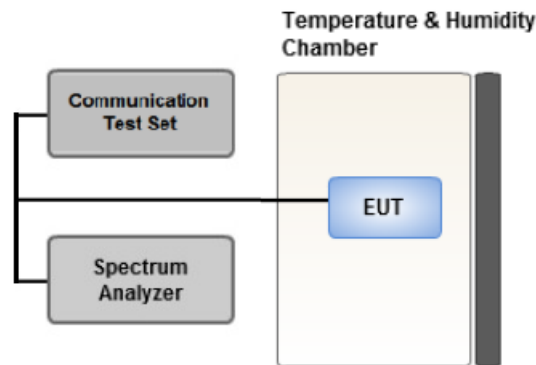 Temperature & Humidity
Chamber
Communication
Test Set
EUT
Spectrum
Analyzer